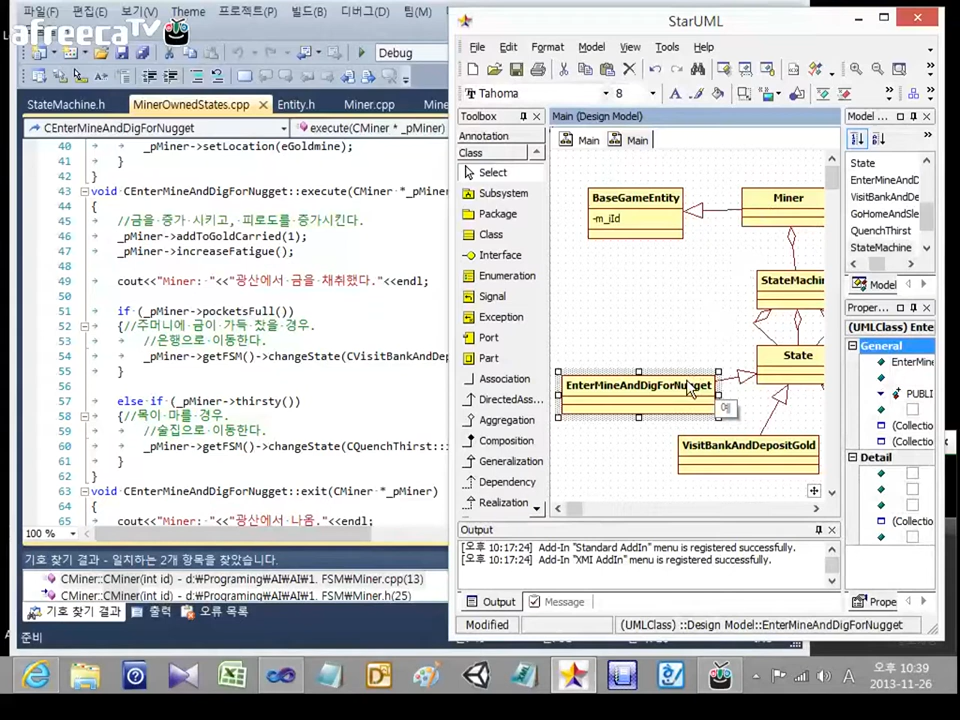 파일(F) 편집(E) 보기(V) Theme 프로젝트(P) 빌드(B) 디버그(D) 팀(M)
afreecaTV
Debug
StateMachine.h MinerOwnedStates.cpp Entity.h Miner.cpp
CEnterMineAndDigForNugget execute(CMiner * _pMiner)
40 _pMiner->setLocation(eGoldmine);
41 }
42 }
43 void CEnterMineAndDigForNugget::execute(CMiner *_pM
44 {
45 //금을 증가 시키고, 피로도를 증가시킨다.
46 _pMiner->addToGoldCarried(1);
47 _pMiner->increaseFatigue();
48
49 cout<<"Miner: "<<"광산에서 금을 채취했다."<<endl;
50
51 if (_pMiner->pocketsFull())
52 {//주머니에 금이 가득 찼을 경우.
53 //은행으로 이동한다.
54 _pMiner->getFSM()->changeState(CVisitBankAndDep
55 }
56
57 else if (_pMiner->thirsty())
58 {//목이 마를 경우.
59 //술집으로 이동한다.
60 _pMiner->getFSM()->changeState(CQuenchThirst::
61 }
62 }
63 void CEnterMineAndDigForNugget::exit(CMiner *_pMiner)
64 {
65 cout<<"Miner: "<<"광산에서 나옴."<<endl;
100 %
기호 찾기 결과 - 일치하는 2개 항목을 찾았습니다.
CMiner::CMiner(int id) - d:₩Programing₩AI₩AI₩1. FSM₩Miner.cpp(13)
CMiner::CMiner(int id) - d:₩Programing₩AI₩AI₩1. FSM₩Miner.h(25)
기호 찾기 결과 출력 오류 목록
준비
StarUML
File Edit Format Model View Tools Help
Tahoma 8
Toolbox
Annotation
Class
Select
Subsystem
Package
Class
Interface
Enumeration
Signal
Exception
Port
Part
Association
DirectedAss...
Aggregation
Composition
Generalization
Dependency
Realization
Main (Design Model)
Main Main
BaseGameEntity
-m_iId
Miner
StateMachin
State
EnterMineAndDigForNugget
VisitBankAndDepositGold
Model ...
State
EnterMineAndD
VisitBankAndD
GoHomeAndSle
QuenchThirst
StateMachine
Model
Proper...
(UMLClass) Ente
General
EnterMine
PUBLI
(Collectio
(Collectio
Detail
(Collectio
(Collectio
Prope
Output
[오후 10:17:24] Add-In "Standard AddIn" menu is registered successfully.
[오후 10:17:24] Add-In "XMI AddIn" menu is registered successfully.
Output Message
Modified (UMLClass) ::Design Model::EnterMineAndDigForNugget
A 오후 10:39
2013-11-26